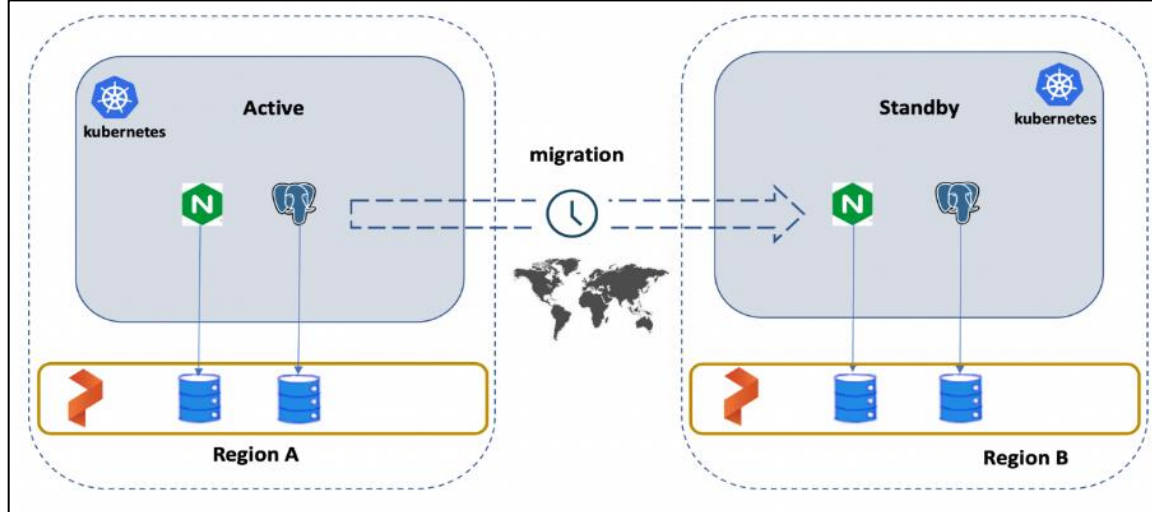 Active
kubernetes
N
migration
Standby
kubernetes
N
Region A
Region B